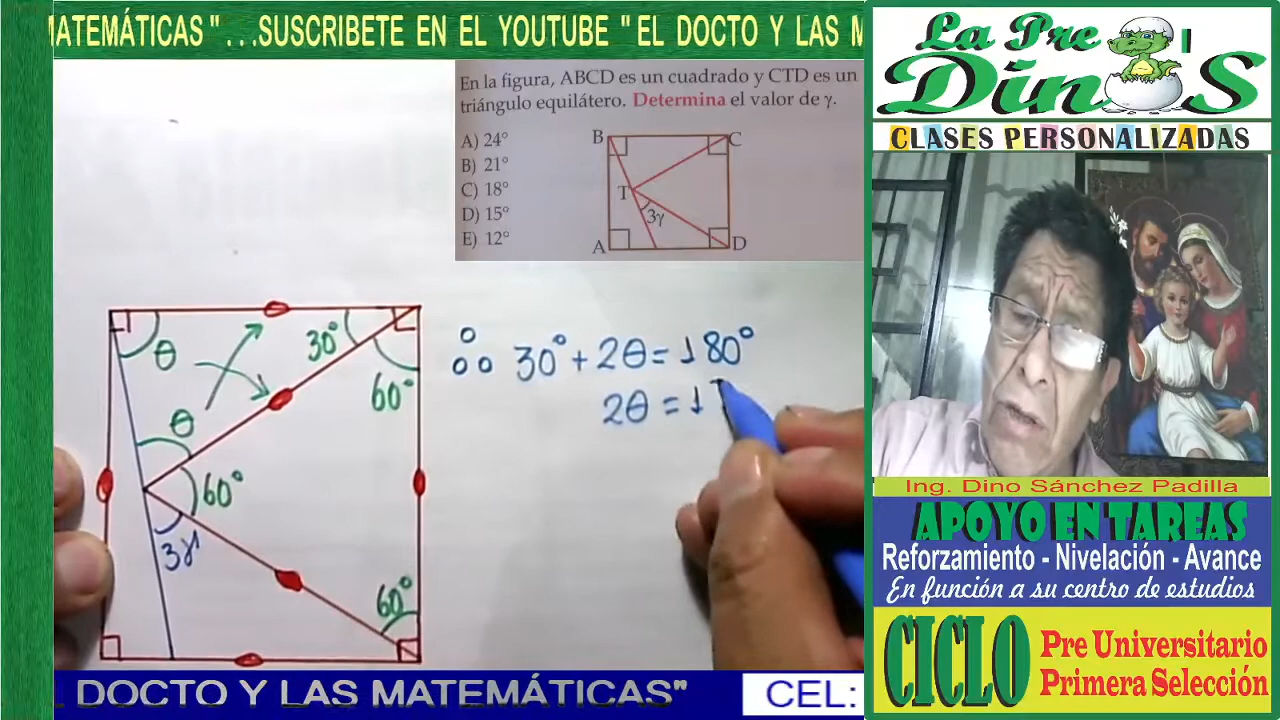 MATEMÁTICAS" ...SUSCRIBETE EN EL YOUTUBE " EL DOCTO Y LAS M
En la figura, ABCD es un cuadrado y CTD es un
triángulo equilátero. Determina el valor de γ.
A) 24°
B) 21°
C) 18°
D) 15°
E) 12°
B
C
T
3γ
A
D
θ
30°
60°
θ
60°
3γ
60°
30° + 2θ = 180°
2θ = 1
DOCTO Y LAS MATEMÁTICAS"
CEL:
La Pre
Dino'S
CLASES PERSONALIZADAS
Ing. Dino Sánchez Padilla
APOYO EN TAREAS
Reforzamiento - Nivelación - Avance
En función a su centro de estudios
CICLO
Pre Universitario
Primera Selección